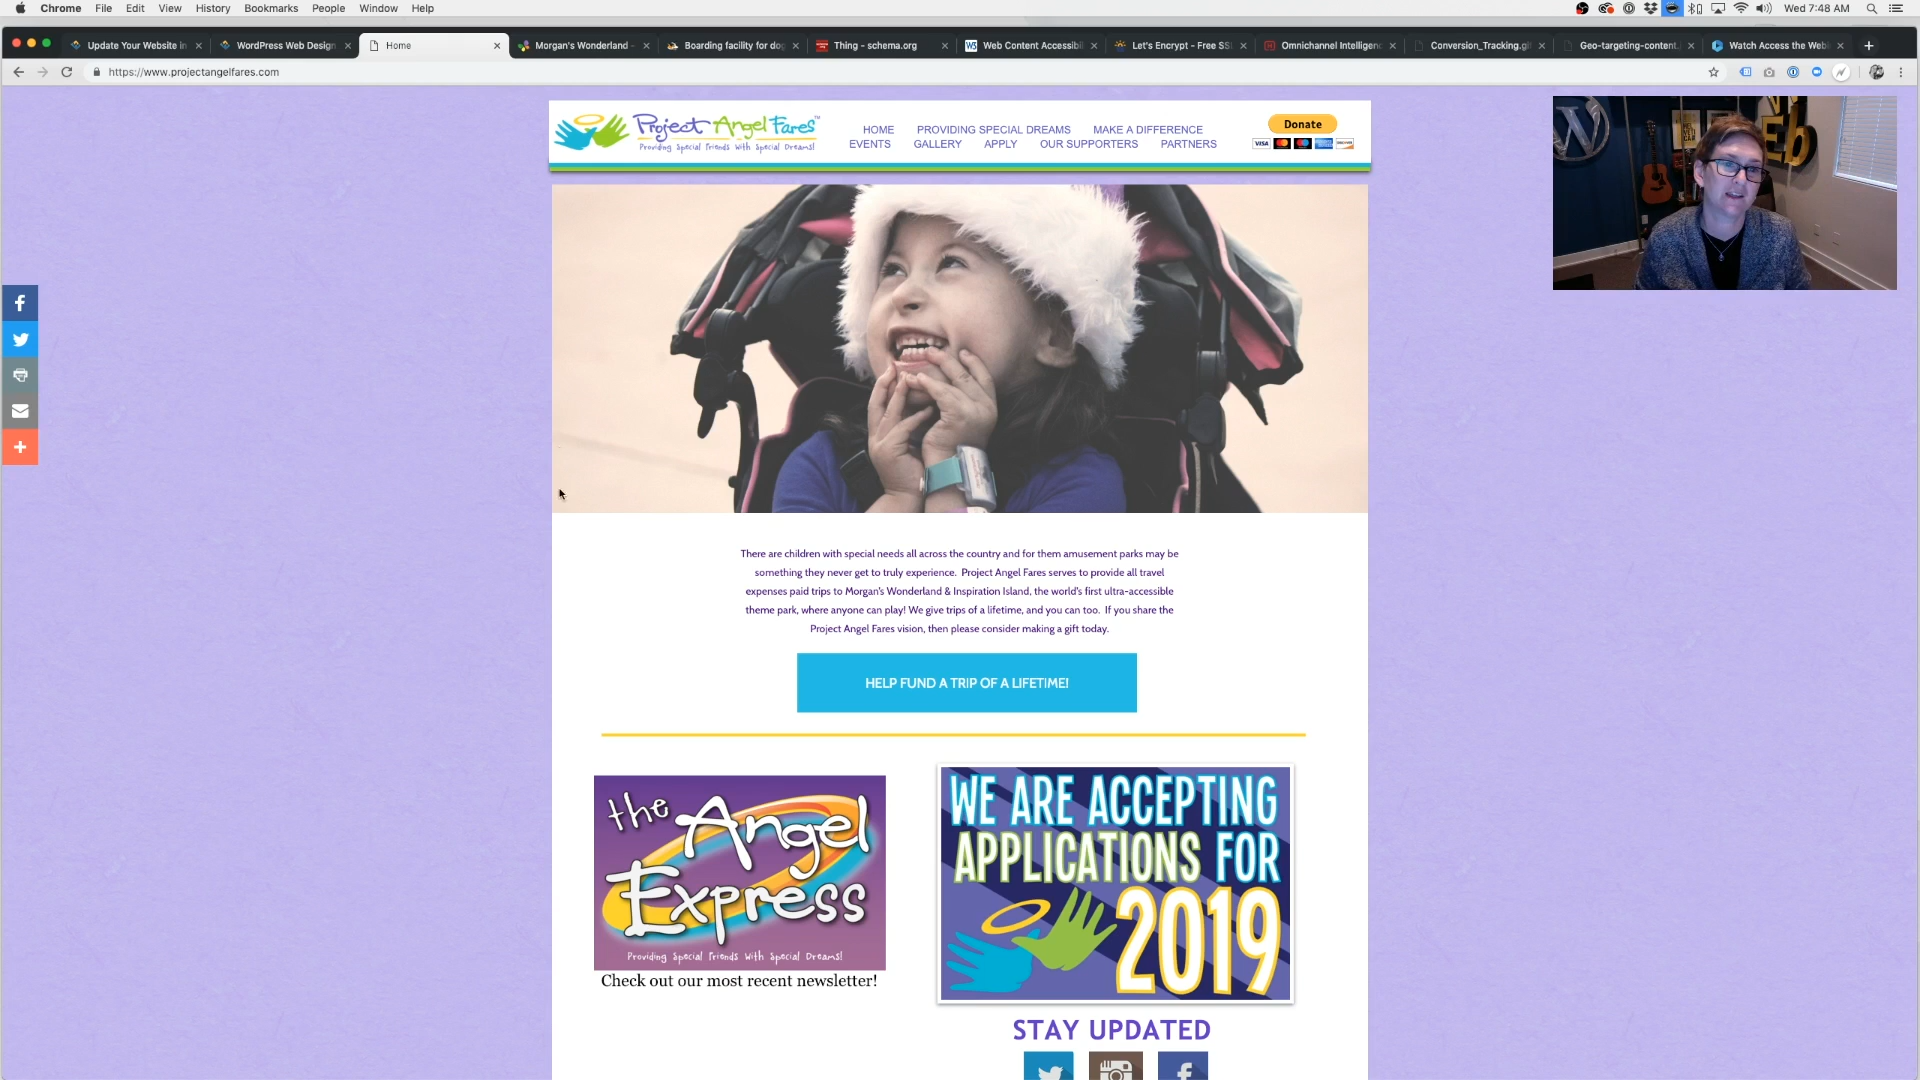 Chrome File Edit View History Bookmarks People Window Help
Wed 7:48 AM
Update Your Website in
WordPress Web Design
Home
Morgan's Wonderland -
Boarding facility for dog
Thing - schema.org
Web Content Accessibili
Let's Encrypt - Free SS
Omnichannel Intelligenc
Conversion_Tracking.gi
Geo-targeting-content.
Watch Access the Web
https://www.projectangelfares.com
Project Angel Fares™
Providing Special Friends With Special Dreams!
HOME PROVIDING SPECIAL DREAMS MAKE A DIFFERENCE
EVENTS GALLERY APPLY OUR SUPPORTERS PARTNERS
Donate
VISA
There are children with special needs all across the country and for them amusement parks may be
something they never get to truly experience. Project Angel Fares serves to provide all travel
expenses paid trips to Morgan's Wonderland & Inspiration Island, the world's first ultra-accessible
theme park, where anyone can play! We give trips of a lifetime, and you can too. If you share the
Project Angel Fares vision, then please consider making a gift today.
HELP FUND A TRIP OF A LIFETIME!
the Angel
Express
Providing Special Friends With Special Dreams!
Check out our most recent newsletter!
WE ARE ACCEPTING
APPLICATIONS FOR
2019
STAY UPDATED